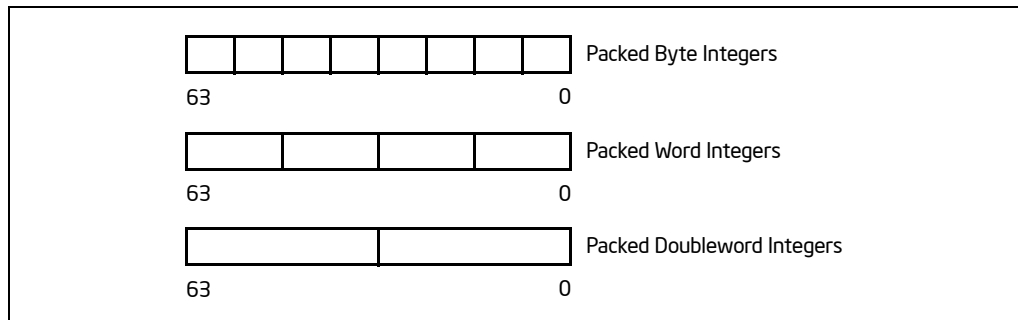 Packed Byte Integers
63 0
Packed Word Integers
63 0
Packed Doubleword Integers
63 0